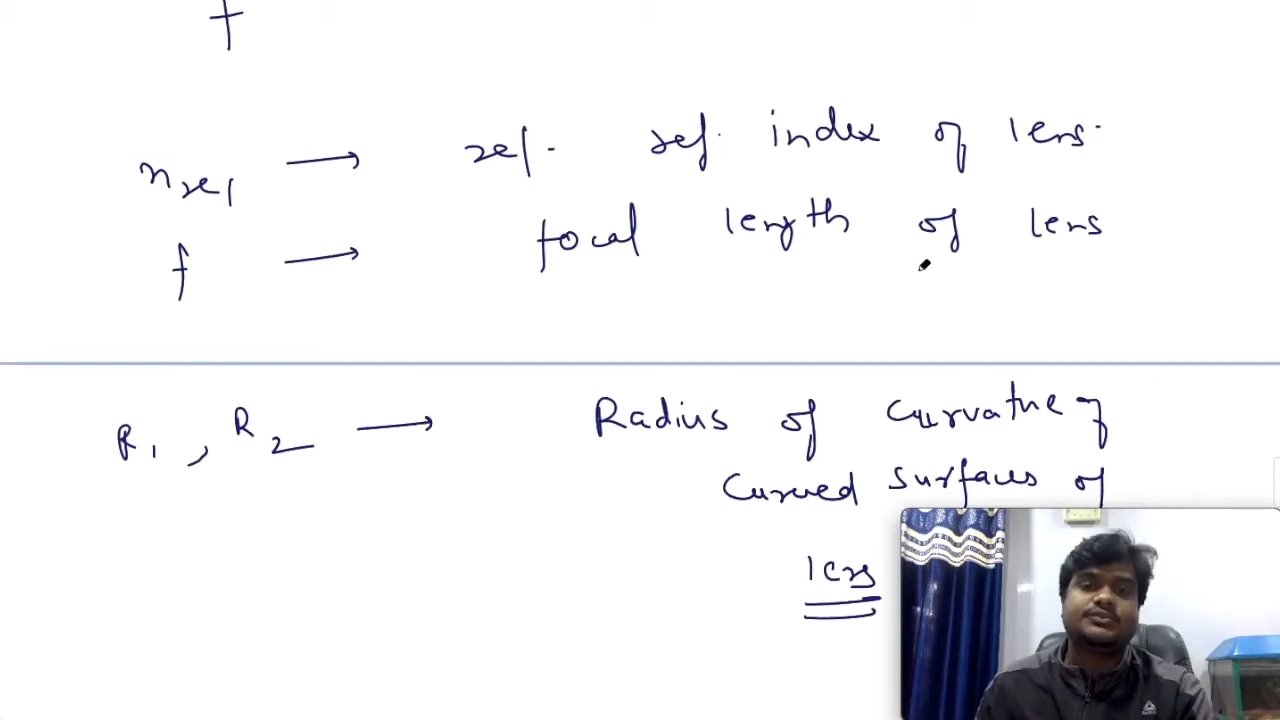 f
n rel → ref. ref. index of lens.
f → focal length of lens
R1, R2 → Radius of curvature of
curved surfaces of
lens